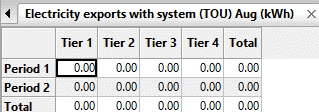 Electricity exports with system (TOU) Aug (kWh)
Tier 1 Tier 2 Tier 3 Tier 4 Total
Period 1 0.00 0.00 0.00 0.00 0.00
Period 2 0.00 0.00 0.00 0.00 0.00
Total 0.00 0.00 0.00 0.00 0.00